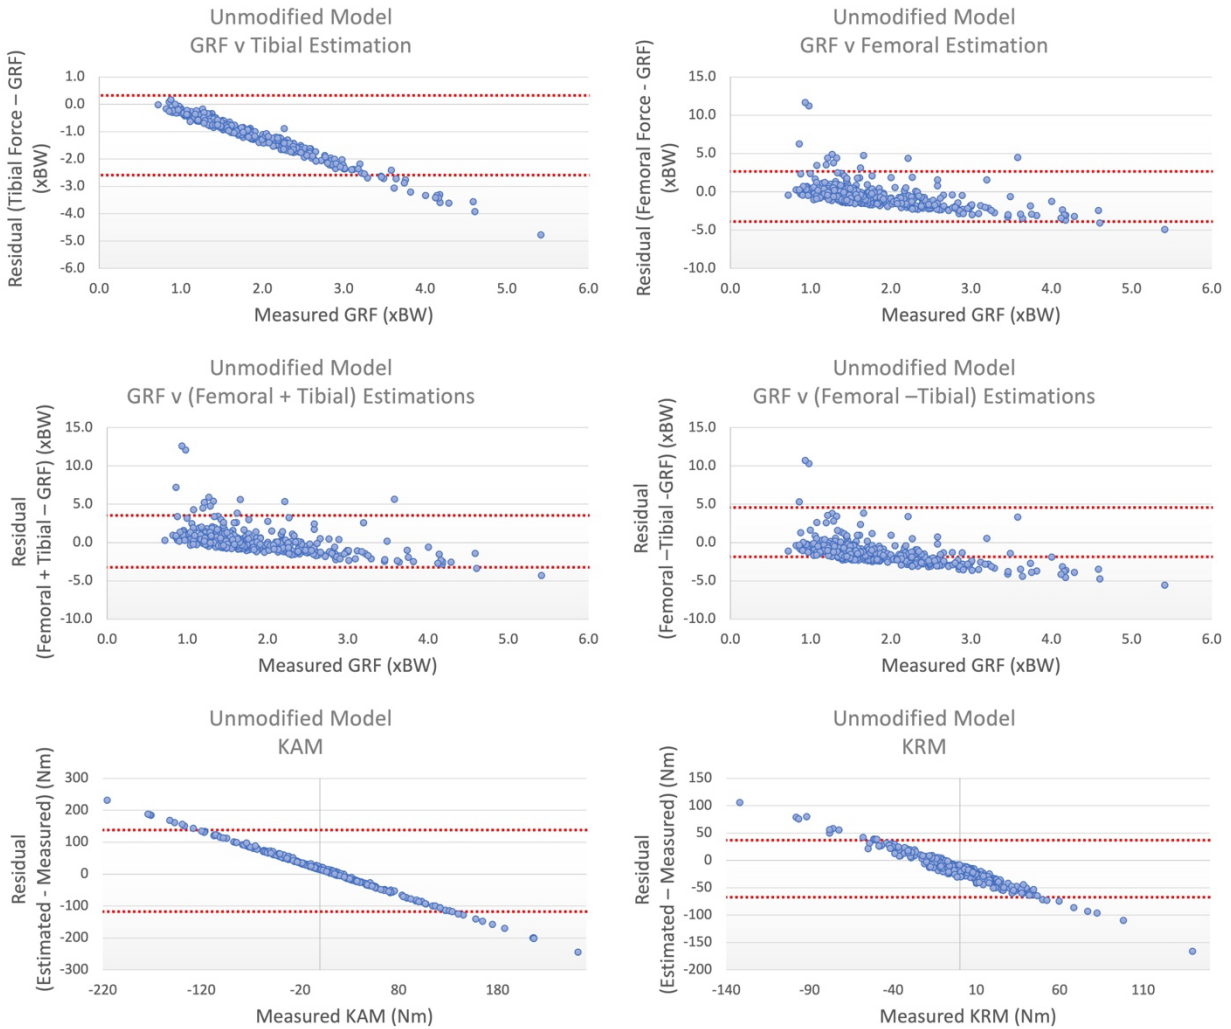 Unmodified Model
GRF v Tibial Estimation
Residual (Tibial Force – GRF)
(xBW)
1.0
0.0
-1.0
-2.0
-3.0
-4.0
-5.0
-6.0
0.0 1.0 2.0 3.0 4.0 5.0 6.0
Measured GRF (xBW)
Unmodified Model
GRF v Femoral Estimation
Residual (Femoral Force - GRF)
(xBW)
15.0
10.0
5.0
0.0
-5.0
-10.0
0.0 1.0 2.0 3.0 4.0 5.0 6.0
Measured GRF (xBW)
Unmodified Model
GRF v (Femoral + Tibial) Estimations
Residual
(Femoral + Tibial – GRF) (xBW)
15.0
10.0
5.0
0.0
-5.0
-10.0
0.0 1.0 2.0 3.0 4.0 5.0 6.0
Measured GRF (xBW)
Unmodified Model
GRF v (Femoral –Tibial) Estimations
Residual
(Femoral –Tibial -GRF) (xBW)
15.0
10.0
5.0
0.0
-5.0
-10.0
0.0 1.0 2.0 3.0 4.0 5.0 6.0
Measured GRF (xBW)
Unmodified Model
KAM
Residual
(Estimated - Measured) (Nm)
300
200
100
0
-100
-200
-300
-220 -120 -20 80 180
Measured KAM (Nm)
Unmodified Model
KRM
Residual
(Estimated – Measured) (Nm)
150
100
50
0
-50
-100
-150
-200
-140 -90 -40 10 60 110
Measured KRM (Nm)